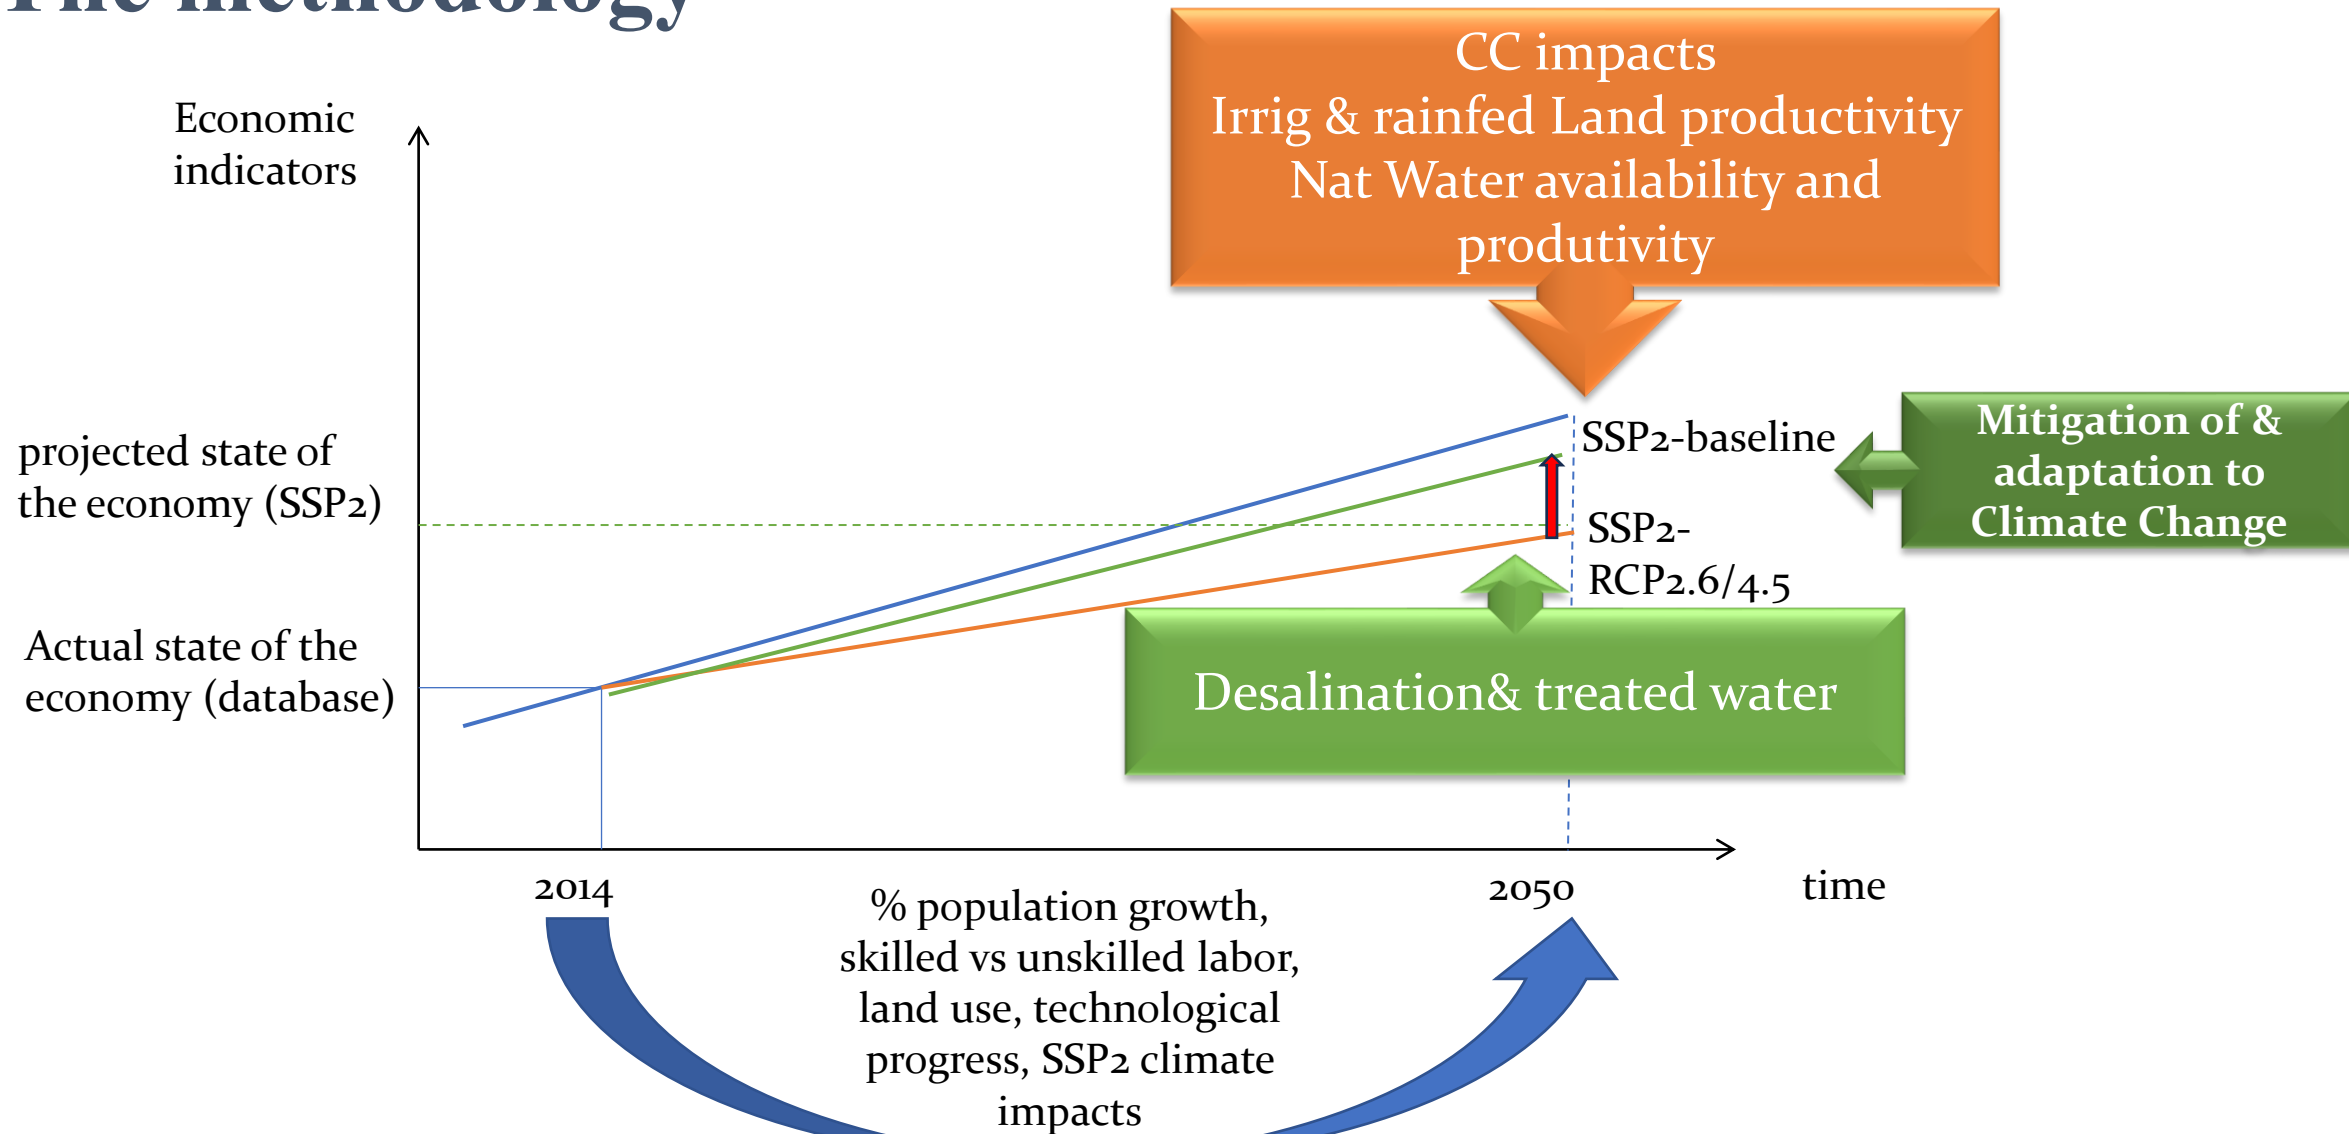 The methodology
CC impacts
Irrig & rainfed Land productivity
Nat Water availability and
produtivity
Economic
indicators
projected state of
the economy (SSP2)
SSP2-baseline
Mitigation of &
adaptation to
Climate Change
SSP2-
RCP2.6/4.5
Actual state of the
economy (database)
Desalination& treated water
2014
2050
time
% population growth,
skilled vs unskilled labor,
land use, technological
progress, SSP2 climate
impacts